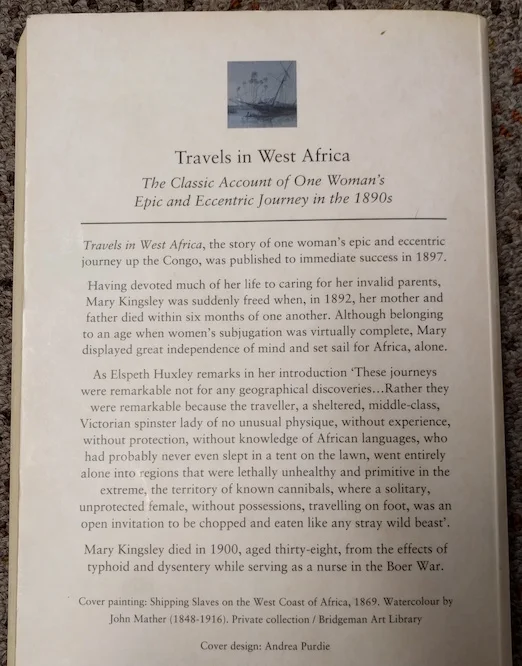 Travels in West Africa
The Classic Account of One Woman's
Epic and Eccentric Journey in the 1890s
Travels in West Africa, the story of one woman's epic and eccentric
journey up the Congo, was published to immediate success in 1897.
Having devoted much of her life to caring for her invalid parents,
Mary Kingsley was suddenly freed when, in 1892, her mother and
father died within six months of one another. Although belonging
to an age when women's subjugation was virtually complete, Mary
displayed great independence of mind and set sail for Africa, alone.
As Elspeth Huxley remarks in her introduction 'These journeys
were remarkable not for any geographical discoveries...Rather they
were remarkable because the traveller, a sheltered, middle-class,
Victorian spinster lady of no unusual physique, without experience,
without protection, without knowledge of African languages, who
had probably never even slept in a tent on the lawn, went entirely
alone into regions that were lethally unhealthy and primitive in the
extreme, the territory of known cannibals, where a solitary,
unprotected female, without possessions, travelling on foot, was an
open invitation to be chopped and eaten like any stray wild beast'.
Mary Kingsley died in 1900, aged thirty-eight, from the effects of
typhoid and dysentery while serving as a nurse in the Boer War.
Cover painting: Shipping Slaves on the West Coast of Africa, 1869. Watercolour by
John Mather (1848-1916). Private collection / Bridgeman Art Library
Cover design: Andrea Purdie